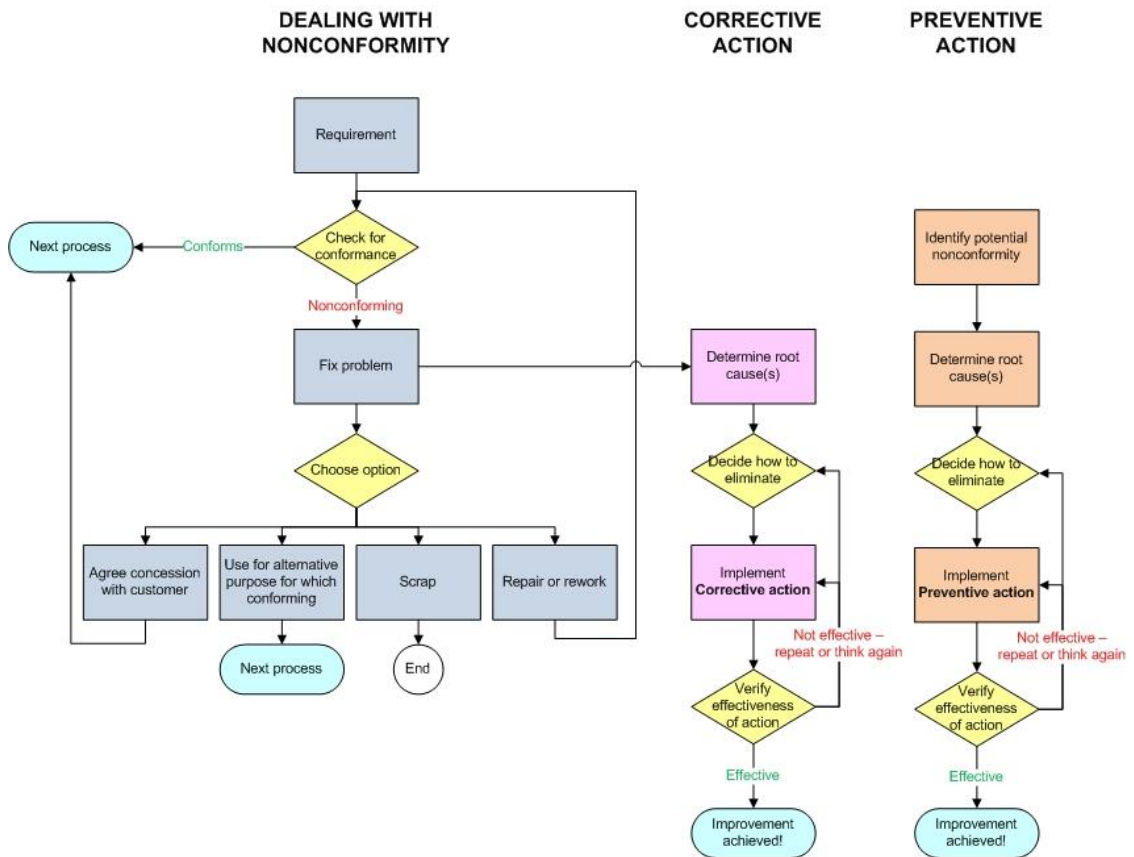 DEALING WITH
NONCONFORMITY
CORRECTIVE
ACTION
PREVENTIVE
ACTION
Requirement
Check for
conformance
Conforms
Next process
Nonconforming
Fix problem
Choose option
Agree concession
with customer
Use for alternative
purpose for which
conforming
Scrap
Repair or rework
Next process
End
Determine root
cause(s)
Decide how to
eliminate
Implement
Corrective action
Not effective –
repeat or think again
Verify
effectiveness
of action
Effective
Improvement
achieved!
Identify potential
nonconformity
Determine root
cause(s)
Decide how to
eliminate
Implement
Preventive action
Not effective –
repeat or think again
Verify
effectiveness
of action
Effective
Improvement
achieved!